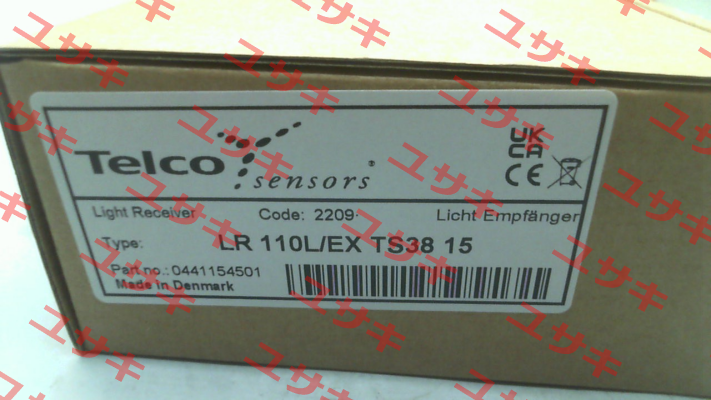 Telco
sensors
UK
CA
CE
Light Receiver Code: 2209 Licht Empfänger
Type: LR 110L/EX TS38 15
Part no.: 0441154501
Made in Denmark
ユサキ